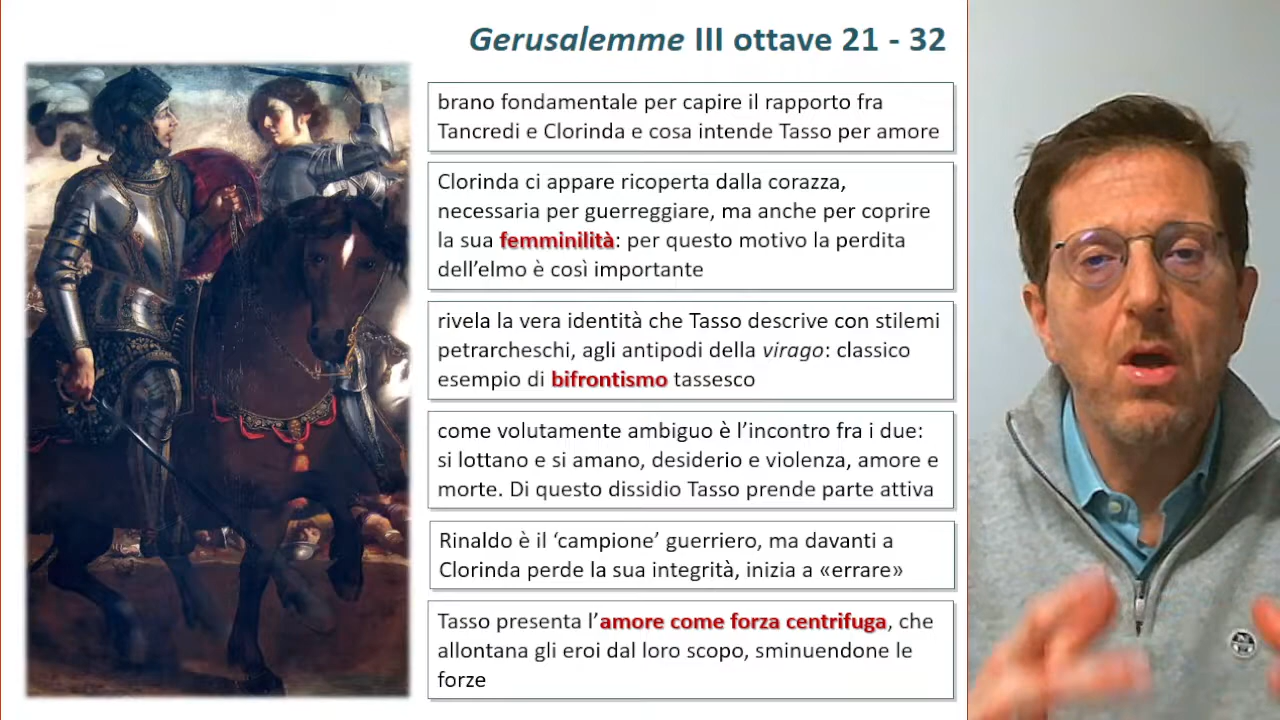 Gerusalemme III ottave 21 - 32
brano fondamentale per capire il rapporto fra
Tancredi e Clorinda e cosa intende Tasso per amore
Clorinda ci appare ricoperta dalla corazza,
necessaria per guerreggiare, ma anche per coprire
la sua femminilità: per questo motivo la perdita
dell'elmo è così importante
rivela la vera identità che Tasso descrive con stilemi
petrarcheschi, agli antipodi della virago: classico
esempio di bifrontismo tassesco
come volutamente ambiguo è l'incontro fra i due:
si lottano e si amano, desiderio e violenza, amore e
morte. Di questo dissidio Tasso prende parte attiva
Rinaldo è il 'campione' guerriero, ma davanti a
Clorinda perde la sua integrità, inizia a «errare»
Tasso presenta l'amore come forza centrifuga, che
allontana gli eroi dal loro scopo, sminuendone le
forze